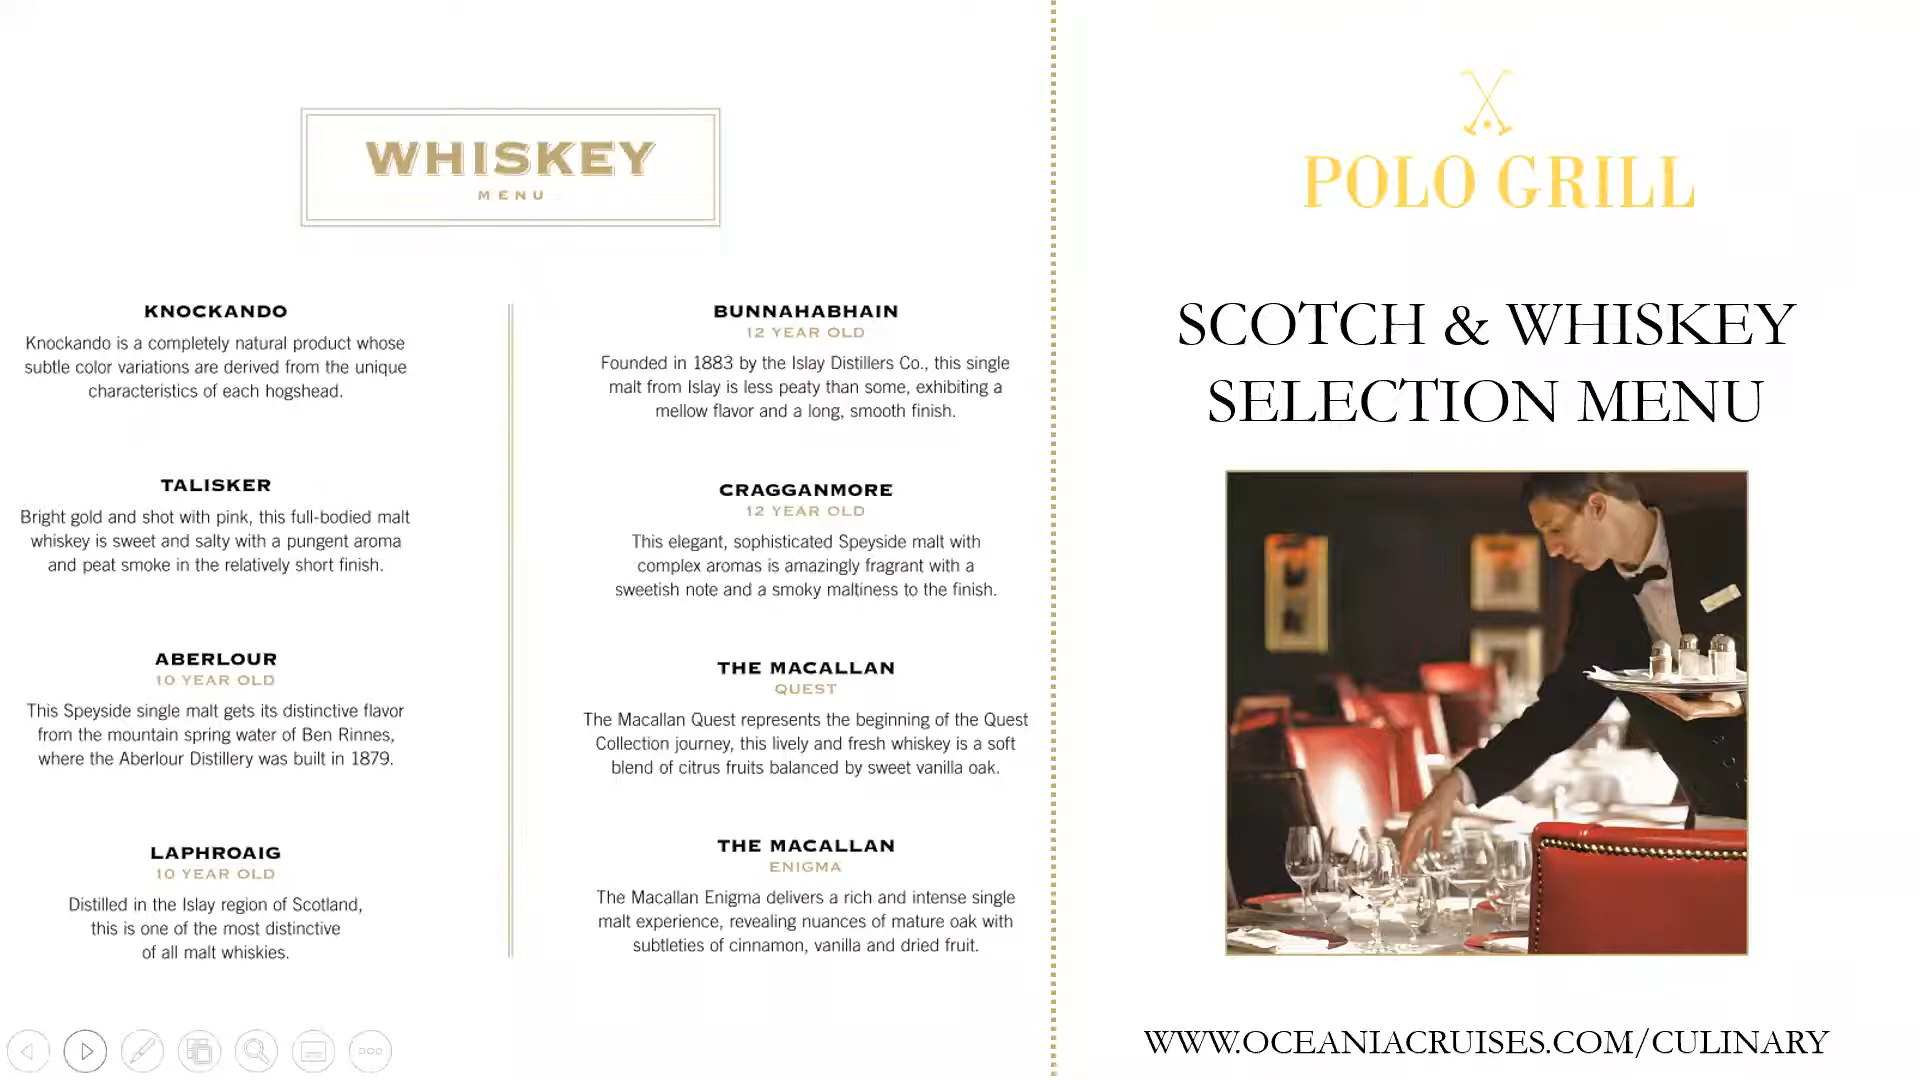 WHISKEY
MENU
KNOCKANDO
Knockando is a completely natural product whose
subtle color variations are derived from the unique
characteristics of each hogshead.
TALISKER
Bright gold and shot with pink, this full-bodied malt
whiskey is sweet and salty with a pungent aroma
and peat smoke in the relatively short finish.
ABERLOUR
10 YEAR OLD
This Speyside single malt gets its distinctive flavor
from the mountain spring water of Ben Rinnes,
where the Aberlour Distillery was built in 1879.
LAPHROAIG
10 YEAR OLD
Distilled in the Islay region of Scotland,
this is one of the most distinctive
of all malt whiskies.
BUNNAHABHAIN
12 YEAR OLD
Founded in 1883 by the Islay Distillers Co., this single
malt from Islay is less peaty than some, exhibiting a
mellow flavor and a long, smooth finish.
CRAGGANMORE
12 YEAR OLD
This elegant, sophisticated Speyside malt with
complex aromas is amazingly fragrant with a
sweetish note and a smoky maltiness to the finish.
THE MACALLAN
QUEST
The Macallan Quest represents the beginning of the Quest
Collection journey, this lively and fresh whiskey is a soft
blend of citrus fruits balanced by sweet vanilla oak.
THE MACALLAN
ENIGMA
The Macallan Enigma delivers a rich and intense single
malt experience, revealing nuances of mature oak with
subtleties of cinnamon, vanilla and dried fruit.
POLO GRILL
SCOTCH & WHISKEY
SELECTION MENU
WWW.OCEANIACRUISES.COM/CULINARY